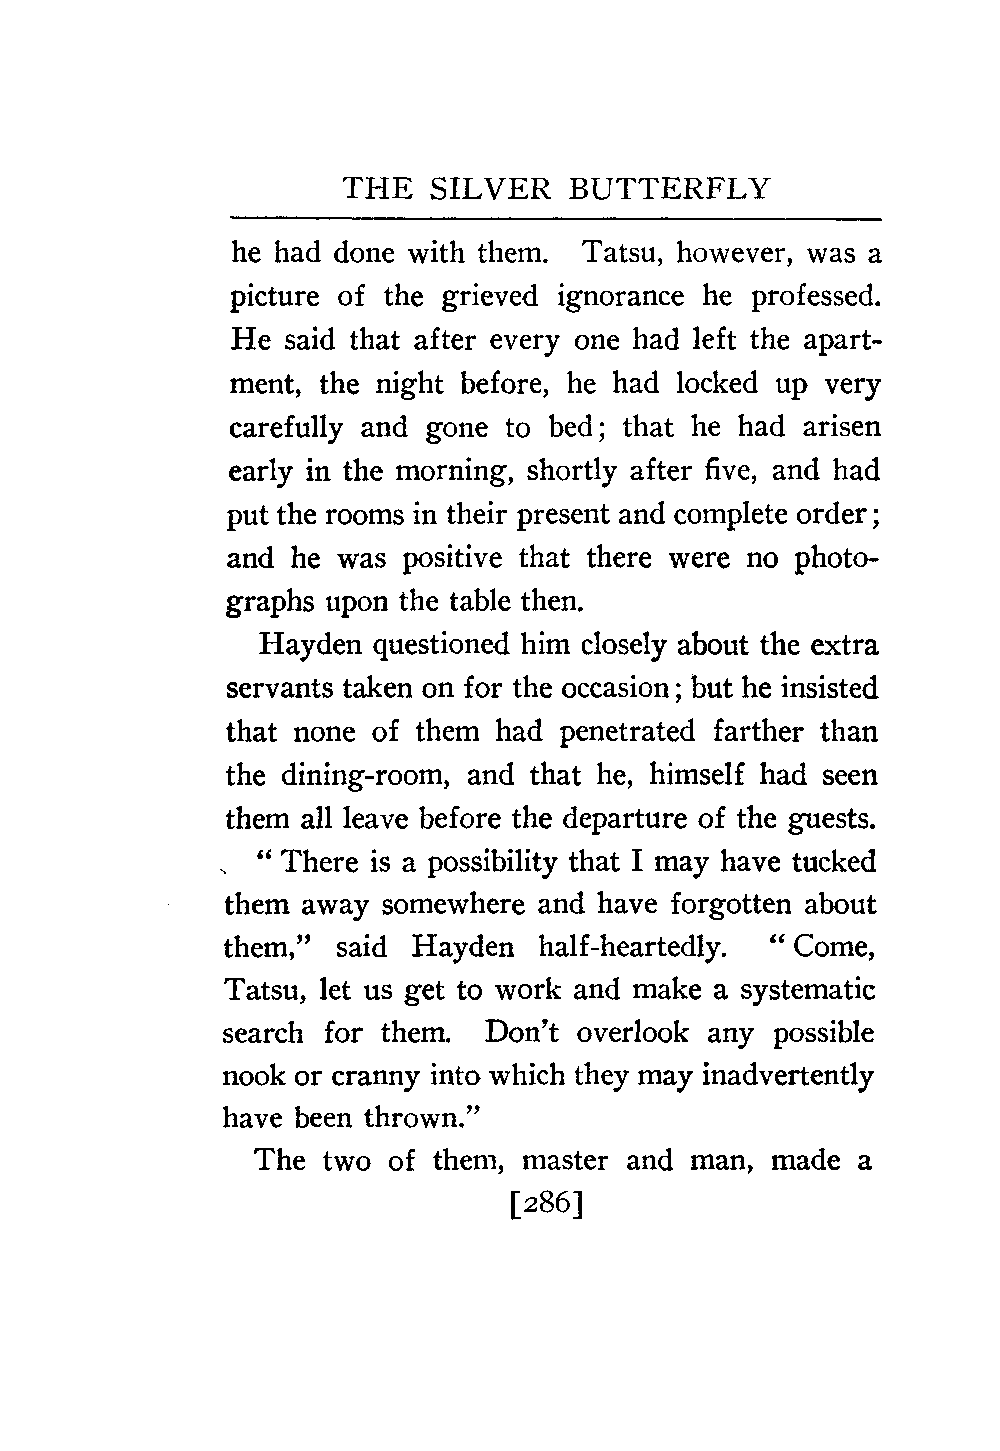 THE SILVER BUTTERFLY
he had done with them. Tatsu, however, was a
picture of the grieved ignorance he professed.
He said that after every one had left the apart-
ment, the night before, he had locked up very
carefully and gone to bed; that he had arisen
early in the morning, shortly after five, and had
put the rooms in their present and complete order;
and he was positive that there were no photo-
graphs upon the table then.
Hayden questioned him closely about the extra
servants taken on for the occasion; but he insisted
that none of them had penetrated farther than
the dining-room, and that he, himself had seen
them all leave before the departure of the guests.
“There is a possibility that I may have tucked
them away somewhere and have forgotten about
them,” said Hayden half-heartedly. “Come,
Tatsu, let us get to work and make a systematic
search for them. Don’t overlook any possible
nook or cranny into which they may inadvertently
have been thrown.”
The two of them, master and man, made a
[286]